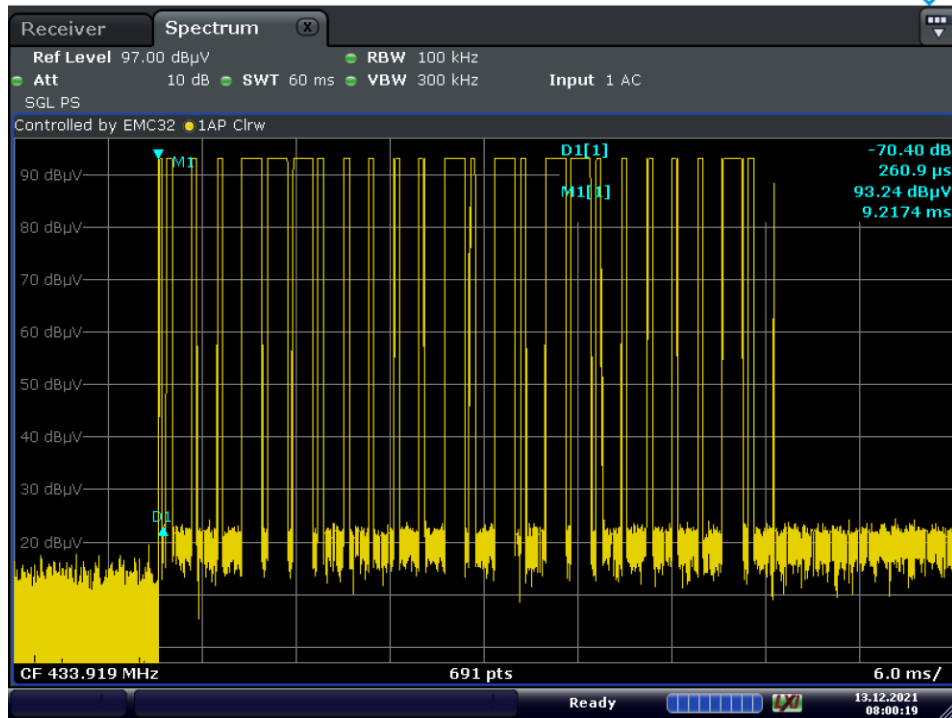 Receiver Spectrum X
Ref Level 97.00 dBµV RBW 100 kHz
Att 10 dB SWT 60 ms VBW 300 kHz Input 1 AC
SGL PS
Controlled by EMC32 1AP Clrw
D1[1] -70.40 dB
260.9 µs
M1[1] 93.24 dBµV
9.2174 ms
M1
90 dBµV
80 dBµV
70 dBµV
60 dBµV
50 dBµV
40 dBµV
30 dBµV
D1
20 dBµV
CF 433.919 MHz 691 pts 6.0 ms/
Ready LXI 13.12.2021
08:00:19